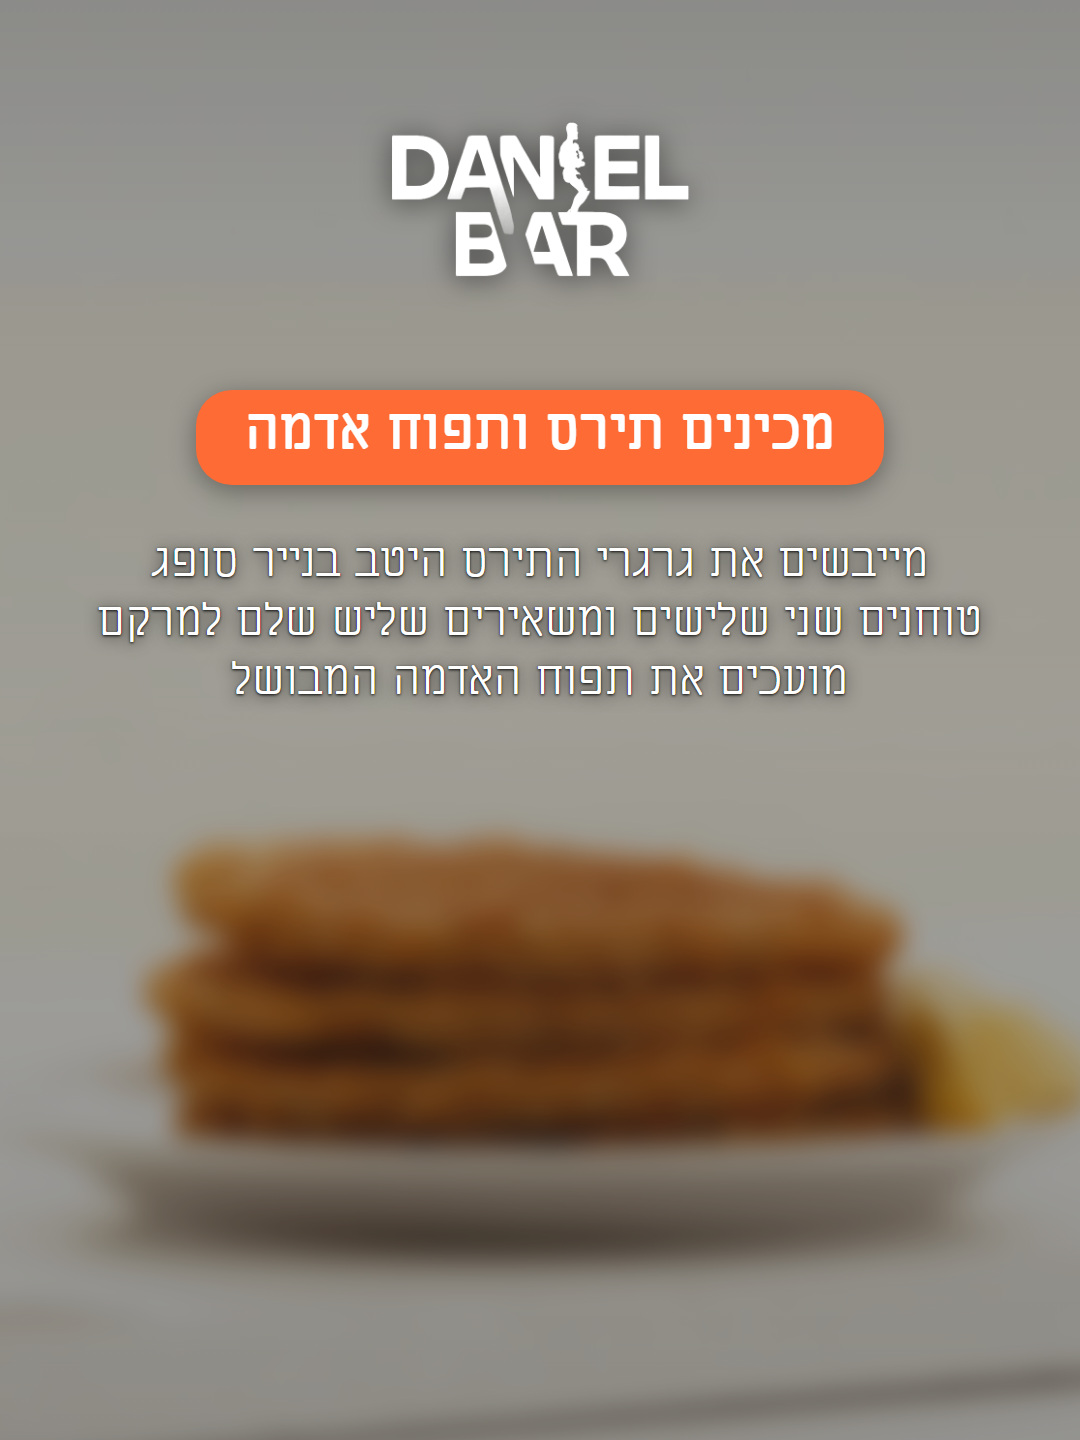 DANIEL
BAR
מכינים תירס ותפוח אדמה
מייבשים את גרגרי התירס היטב בנייר סופג
טוחנים שני שלישים ומשאירים שליש שלם למרקם
מועכים את תפוח האדמה המבושל